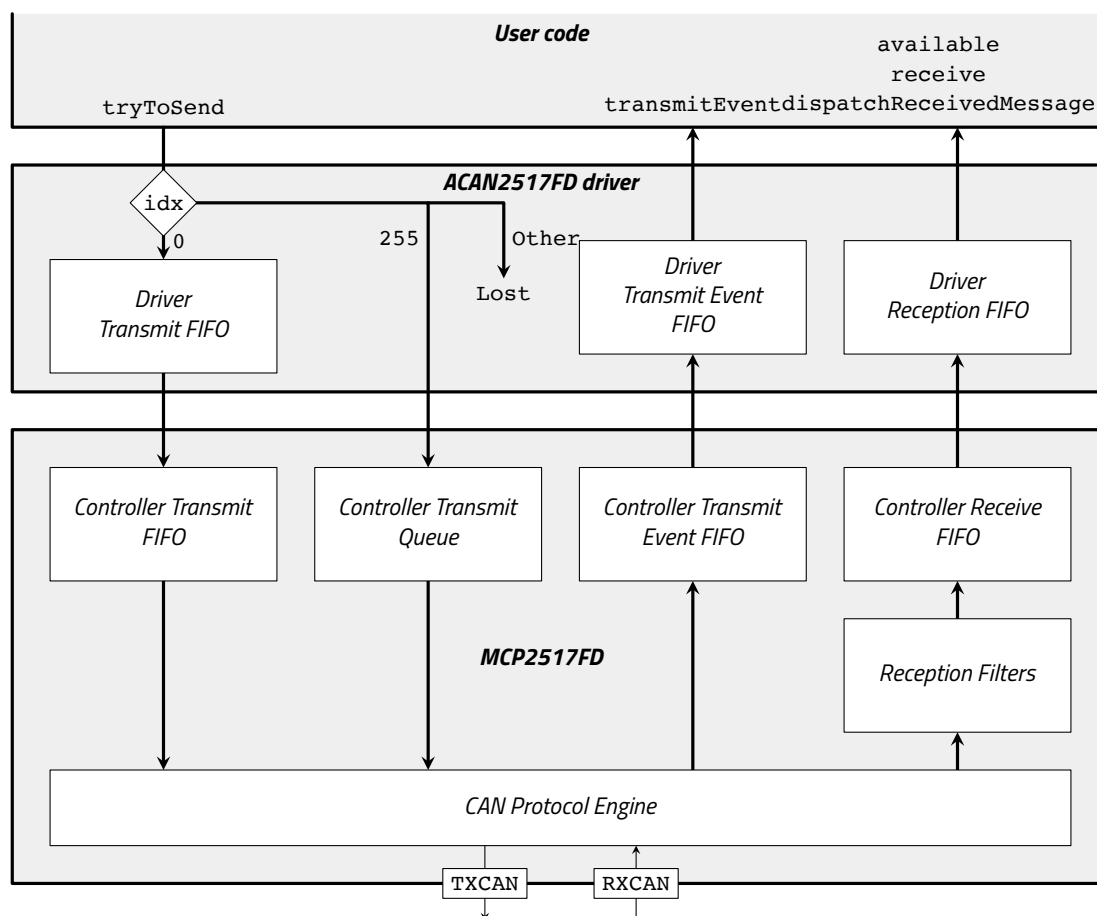 User code
available
receive
tryToSend
transmitEvent
dispatchReceivedMessage
ACAN2517FD driver
idx
0
255
Other
Lost
Driver
Transmit FIFO
Driver
Transmit Event
FIFO
Driver
Reception FIFO
Controller Transmit
FIFO
Controller Transmit
Queue
Controller Transmit
Event FIFO
Controller Receive
FIFO
MCP2517FD
Reception Filters
CAN Protocol Engine
TXCAN
RXCAN